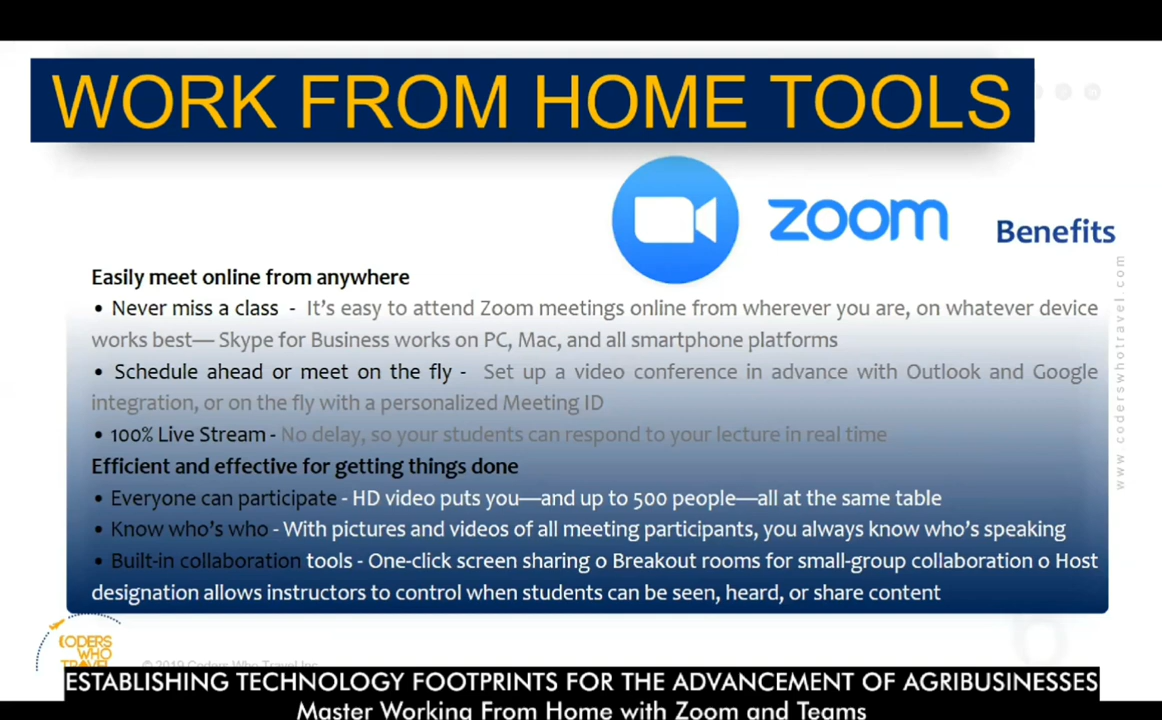 WORK FROM HOME TOOLS
zoom
Benefits
Easily meet online from anywhere
• Never miss a class - It's easy to attend Zoom meetings online from wherever you are, on whatever device
works best— Skype for Business works on PC, Mac, and all smartphone platforms
• Schedule ahead or meet on the fly - Set up a video conference in advance with Outlook and Google
integration, or on the fly with a personalized Meeting ID
• 100% Live Stream - No delay, so your students can respond to your lecture in real time
Efficient and effective for getting things done
• Everyone can participate - HD video puts you—and up to 500 people—all at the same table
• Know who's who - With pictures and videos of all meeting participants, you always know who's speaking
• Built-in collaboration tools - One-click screen sharing o Breakout rooms for small-group collaboration o Host
designation allows instructors to control when students can be seen, heard, or share content
www.coderswhotravel.com
CODERS
WHO
TRAVEL
© 2019 Coders Who Travel Inc
6
ESTABLISHING TECHNOLOGY FOOTPRINTS FOR THE ADVANCEMENT OF AGRIBUSINESSES
Master Working From Home with Zoom and Teams